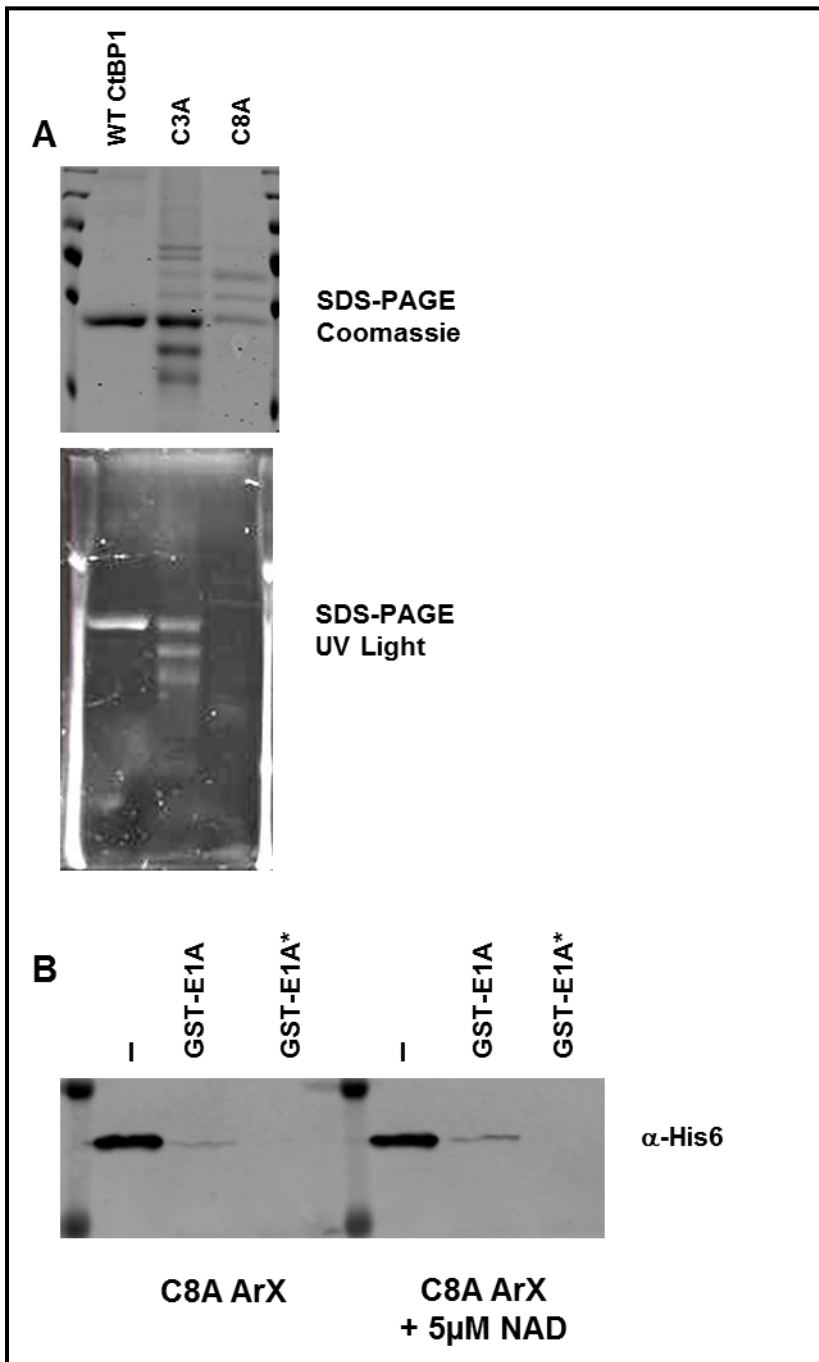 A
WT CtBP1
C3A
C8A
SDS-PAGE
Coomassie
SDS-PAGE
UV Light
B
I
GST-E1A
GST-E1A*
I
GST-E1A
GST-E1A*
α-His6
C8A ArX
C8A ArX
+ 5µM NAD